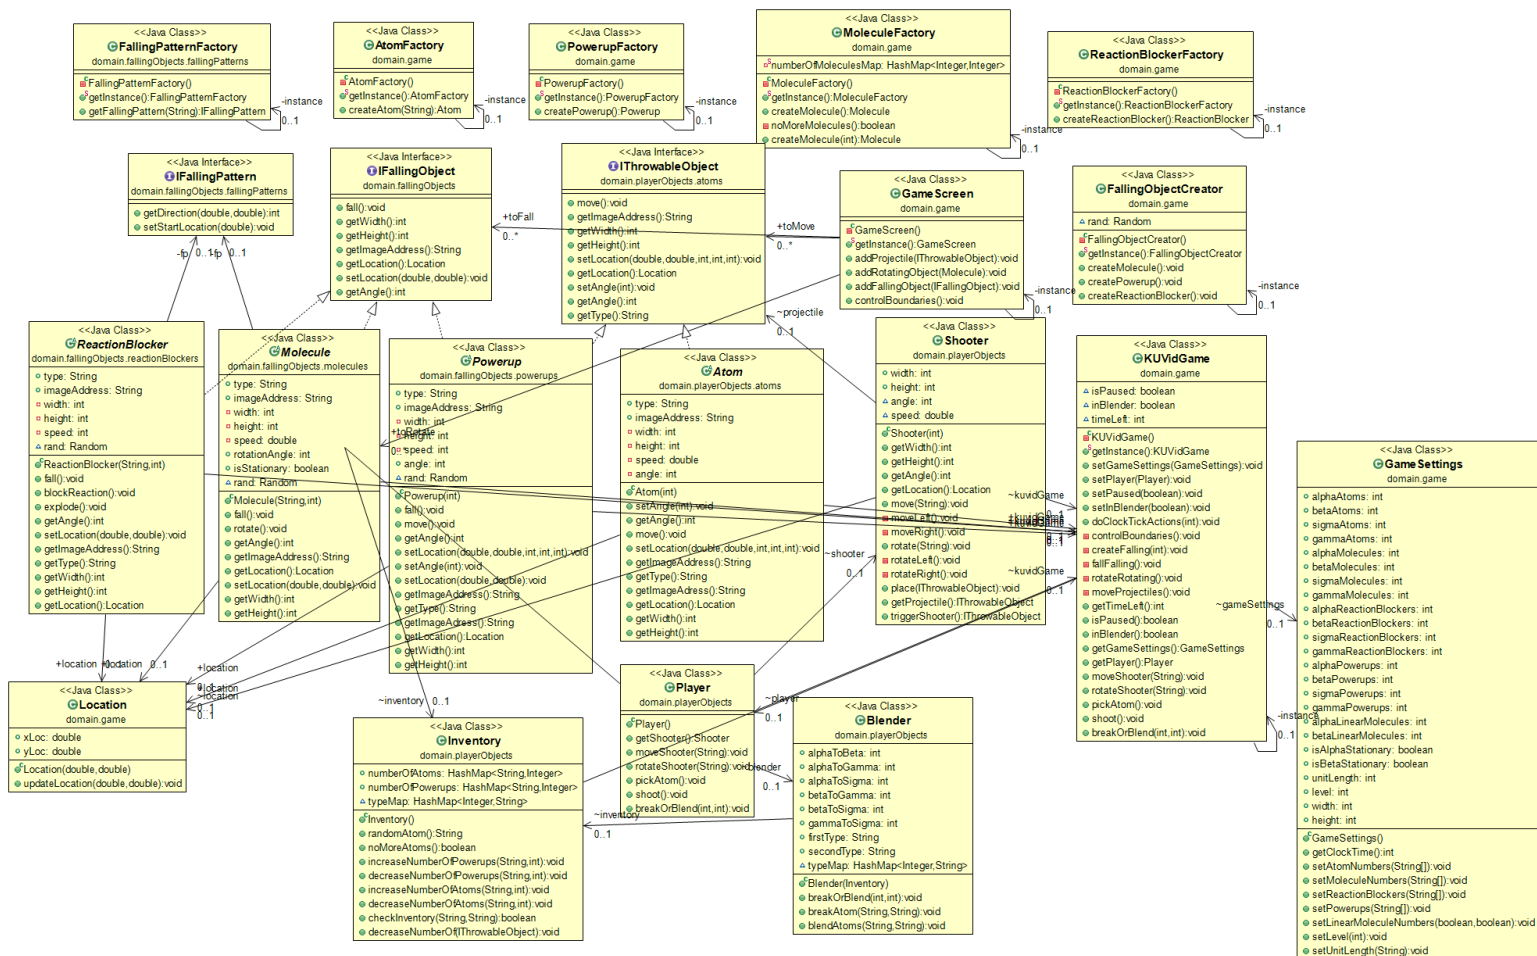 <<Java Class>>
FallingPatternFactory
domain.fallingObjects.fallingPatterns
FallingPatternFactory()
getInstance():FallingPatternFactory
getFallingPattern(String):IFallingPattern
-instance
0..1
<<Java Class>>
AtomFactory
domain.game
AtomFactory()
getInstance():AtomFactory
createAtom(String):Atom
-instance
0..1
<<Java Class>>
PowerupFactory
domain.game
PowerupFactory()
getInstance():PowerupFactory
createPowerup():Powerup
-instance
0..1
<<Java Class>>
MoleculeFactory
domain.game
numberOfMoleculesMap: HashMap<Integer,Integer>
MoleculeFactory()
getInstance():MoleculeFactory
createMolecule():Molecule
noMoreMolecules():boolean
createMolecule(int):Molecule
-instance
0..1
<<Java Class>>
ReactionBlockerFactory
domain.game
ReactionBlockerFactory()
getInstance():ReactionBlockerFactory
createReactionBlocker():ReactionBlocker
-instance
0..1
<<Java Interface>>
IFallingPattern
domain.fallingObjects.fallingPatterns
getDirection(double,double):int
setStartLocation(double):void
-fp
0..1
-fp
0..1
<<Java Interface>>
IFallingObject
domain.fallingObjects
fall():void
getWidth():int
getHeight():int
getImageAddress():String
getLocation():Location
setLocation(double,double):void
getAngle():int
+toFall
0..*
<<Java Interface>>
IThrowableObject
domain.playerObjects.atoms
move():void
getImageAddress():String
getWidth():int
getHeight():int
setLocation(double,double,int,int,int):void
getLocation():Location
setAngle(int):void
getAngle():int
getType():String
+toMove
0..*
~projectile
0..1
<<Java Class>>
GameScreen
domain.game
GameScreen()
getInstance():GameScreen
addProjectile(IThrowableObject):void
addRotatingObject(Molecule):void
addFallingObject(IFallingObject):void
controlBoundaries():void
-instance
0..1
<<Java Class>>
FallingObjectCreator
domain.game
rand: Random
FallingObjectCreator()
getInstance():FallingObjectCreator
createMolecule():void
createPowerup():void
createReactionBlocker():void
-instance
0..1
<<Java Class>>
ReactionBlocker
domain.fallingObjects.reactionBlockers
type: String
imageAddress: String
width: int
height: int
speed: int
rand: Random
ReactionBlocker(String,int)
fall():void
blockReaction():void
explode():void
getAngle():int
setLocation(double,double):void
getImageAddress():String
getType():String
getWidth():int
getHeight():int
getLocation():Location
<<Java Class>>
Molecule
domain.fallingObjects.molecules
type: String
imageAddress: String
width: int
height: int
speed: double
rotationAngle: int
isStationary: boolean
rand: Random
Molecule(String,int)
fall():void
rotate():void
getAngle():int
getImageAddress():String
getLocation():Location
setLocation(double,double):void
getWidth():int
getHeight():int
+toRotate
0..*
<<Java Class>>
Powerup
domain.fallingObjects.powerups
type: String
imageAddress: String
width: int
height: int
speed: int
angle: int
rand: Random
Powerup(int)
fall():void
move():void
getAngle():int
setLocation(double,double,int,int,int):void
setAngle(int):void
setLocation(double,double):void
getImageAddress():String
getType():String
getImageAdress():String
getLocation():Location
getWidth():int
getHeight():int
<<Java Class>>
Atom
domain.playerObjects.atoms
type: String
imageAddress: String
width: int
height: int
speed: double
angle: int
Atom(int)
setAngle(int):void
getAngle():int
move():void
setLocation(double,double,int,int,int):void
getImageAddress():String
getType():String
getImageAdress():String
getLocation():Location
getWidth():int
getHeight():int
<<Java Class>>
Shooter
domain.playerObjects
width: int
height: int
angle: int
speed: double
Shooter(int)
getWidth():int
getHeight():int
getAngle():int
getLocation():Location
move(String):void
moveLeft():void
moveRight():void
rotate(String):void
rotateLeft():void
rotateRight():void
place(IThrowableObject):void
getProjectile():IThrowableObject
triggerShooter():IThrowableObject
~shooter
0..1
<<Java Class>>
KUVidGame
domain.game
isPaused: boolean
inBlender: boolean
timeLeft: int
KUVidGame()
getInstance():KUVidGame
setGameSettings(GameSettings):void
setPlayer(Player):void
setPaused(boolean):void
setInBlender(boolean):void
doClockTickActions(int):void
controlBoundaries():void
createFalling(int):void
fallFalling():void
rotateRotating():void
moveProjectiles():void
getTimeLeft():int
isPaused():boolean
inBlender():boolean
getGameSettings():GameSettings
getPlayer():Player
moveShooter(String):void
rotateShooter(String):void
pickAtom():void
shoot():void
breakOrBlend(int,int):void
~kuvidGame
0..1
~kuvidGame
0..1
~kuvidGame
0..1
-instance
0..1
~gameSettings
0..1
<<Java Class>>
GameSettings
domain.game
alphaAtoms: int
betaAtoms: int
sigmaAtoms: int
gammaAtoms: int
alphaMolecules: int
betaMolecules: int
sigmaMolecules: int
gammaMolecules: int
alphaReactionBlockers: int
betaReactionBlockers: int
sigmaReactionBlockers: int
gammaReactionBlockers: int
alphaPowerups: int
betaPowerups: int
sigmaPowerups: int
gammaPowerups: int
alphaLinearMolecules: int
betaLinearMolecules: int
isAlphaStationary: boolean
isBetaStationary: boolean
unitLength: int
level: int
width: int
height: int
GameSettings()
getClockTime():int
setAtomNumbers(String[]):void
setMoleculeNumbers(String[]):void
setReactionBlockers(String[]):void
setPowerups(String[]):void
setLinearMoleculeNumbers(boolean,boolean):void
setLevel(int):void
setUnitLength(String):void
+location
0..1
+location
0..1
+location
0..1
+location
0..1
~location
0..1
<<Java Class>>
Location
domain.game
xLoc: double
yLoc: double
Location(double,double)
updateLocation(double,double):void
~inventory
0..1
<<Java Class>>
Inventory
domain.playerObjects
numberOfAtoms: HashMap<String,Integer>
numberOfPowerups: HashMap<String,Integer>
typeMap: HashMap<Integer,String>
Inventory()
randomAtom():String
noMoreAtoms():boolean
increaseNumberOfPowerups(String,int):void
decreaseNumberOfPowerups(String,int):void
increaseNumberOfAtoms(String,int):void
decreaseNumberOfAtoms(String,int):void
checkInventory(String,String):boolean
decreaseNumberOf(IThrowableObject):void
~inventory
0..1
<<Java Class>>
Player
domain.playerObjects
Player()
getShooter():Shooter
moveShooter(String):void
rotateShooter(String):void
pickAtom():void
shoot():void
breakOrBlend(int,int):void
~player
0..1
~blender
0..1
<<Java Class>>
Blender
domain.playerObjects
alphaToBeta: int
alphaToGamma: int
alphaToSigma: int
betaToGamma: int
betaToSigma: int
gammaToSigma: int
firstType: String
secondType: String
typeMap: HashMap<Integer,String>
Blender(Inventory)
breakOrBlend(int,int):void
breakAtom(String,String):void
blendAtoms(String,String):void